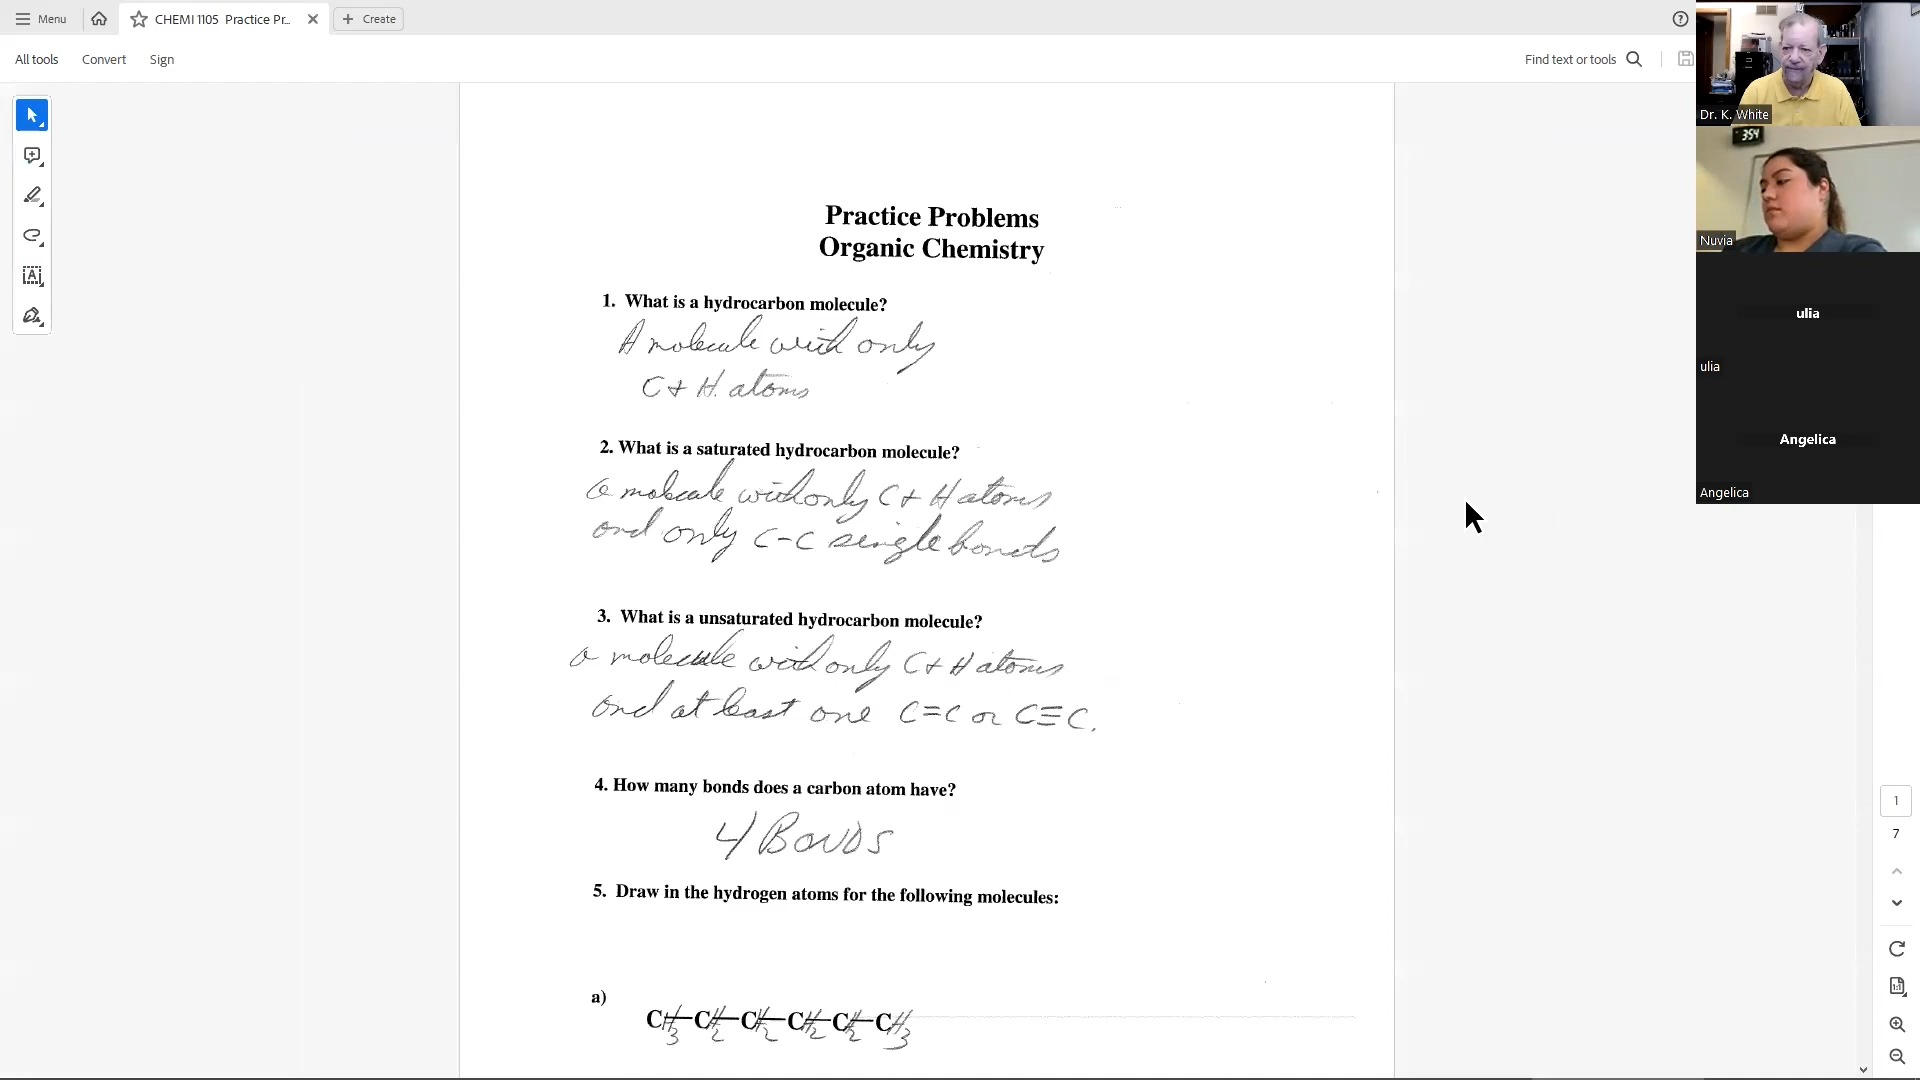 Menu
CHEMI 1105 Practice Pr...
Create
All tools
Convert
Sign
Find text or tools
Practice Problems
Organic Chemistry
1. What is a hydrocarbon molecule?
A molecule with only
C + H. atoms
2. What is a saturated hydrocarbon molecule?
a molecule with only C + H atoms
and only C-C single bonds
3. What is a unsaturated hydrocarbon molecule?
a molecule with only C + H atoms
and at least one C=C or C≡C.
4. How many bonds does a carbon atom have?
4 BONDS
5. Draw in the hydrogen atoms for the following molecules:
a)
CH3—CH2—CH2—CH2—CH2—CH3
Dr. K. White
354
Nuvia
ulia
ulia
Angelica
Angelica
1
7
1:1